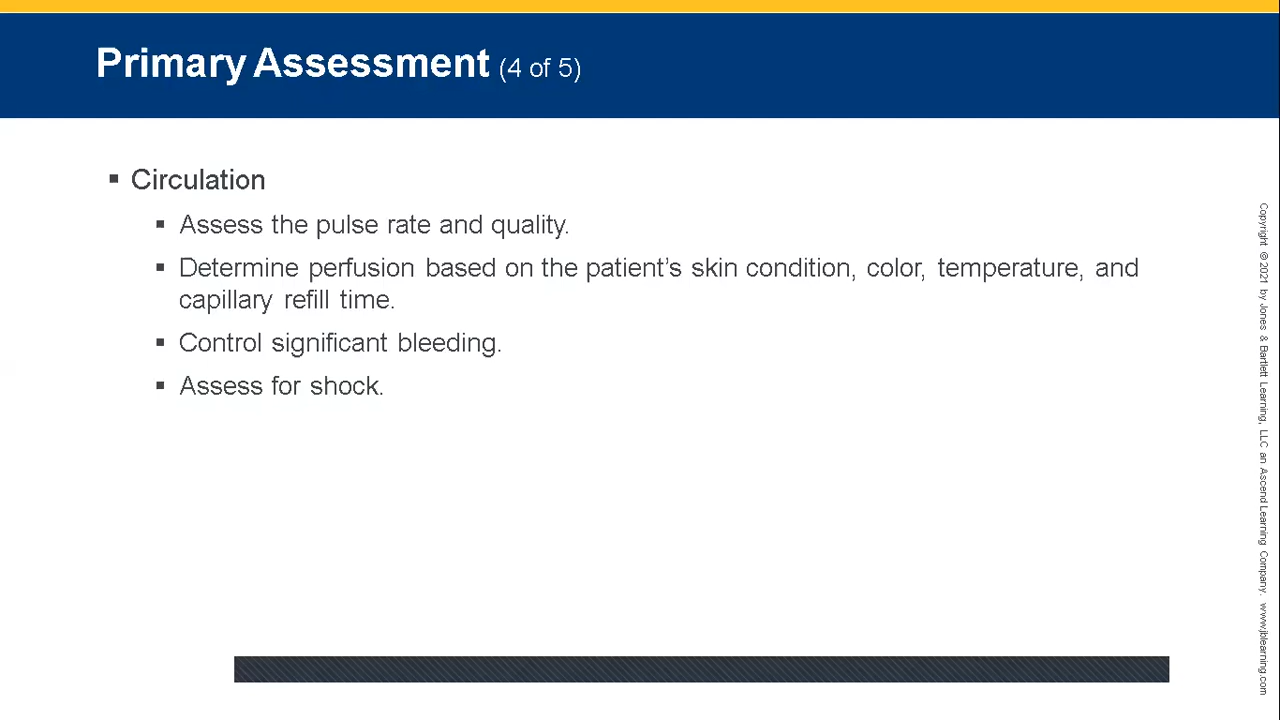 Primary Assessment (4 of 5)
▪ Circulation
▪ Assess the pulse rate and quality.
▪ Determine perfusion based on the patient’s skin condition, color, temperature, and
capillary refill time.
▪ Control significant bleeding.
▪ Assess for shock.
Copyright © 2021 by Jones & Bartlett Learning, LLC an Ascend Learning Company. www.jblearning.com